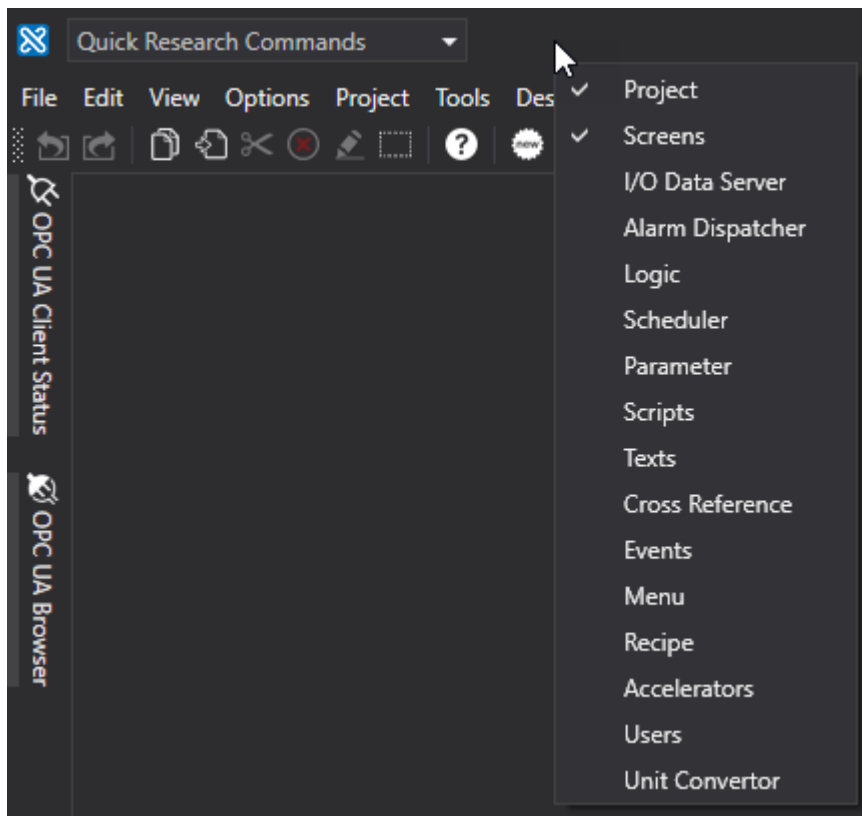 Quick Research Commands
File Edit View Options Project Tools Des
new
OPC UA Client Status
OPC UA Browser
Project
Screens
I/O Data Server
Alarm Dispatcher
Logic
Scheduler
Parameter
Scripts
Texts
Cross Reference
Events
Menu
Recipe
Accelerators
Users
Unit Convertor